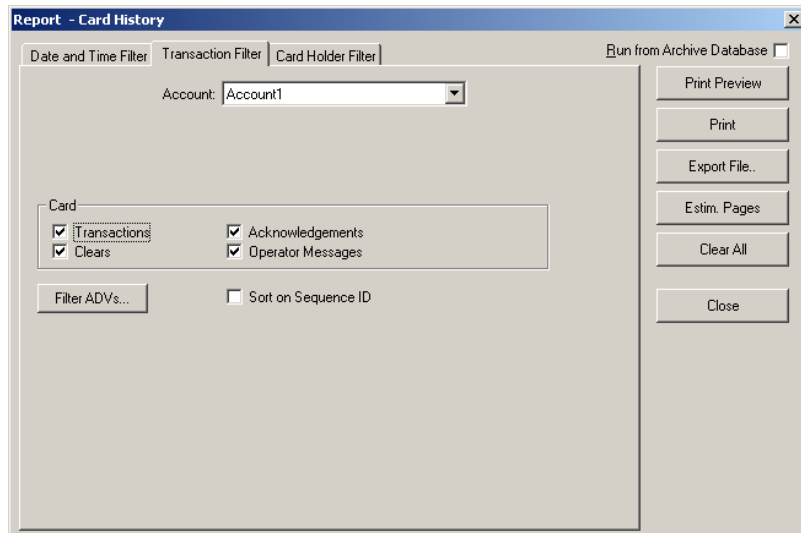 Report - Card History
Date and Time Filter Transaction Filter Card Holder Filter Run from Archive Database
Account: Account1
Print Preview
Print
Export File..
Estim. Pages
Clear All
Close
Card
Transactions Acknowledgements
Clears Operator Messages
Filter ADVs... Sort on Sequence ID